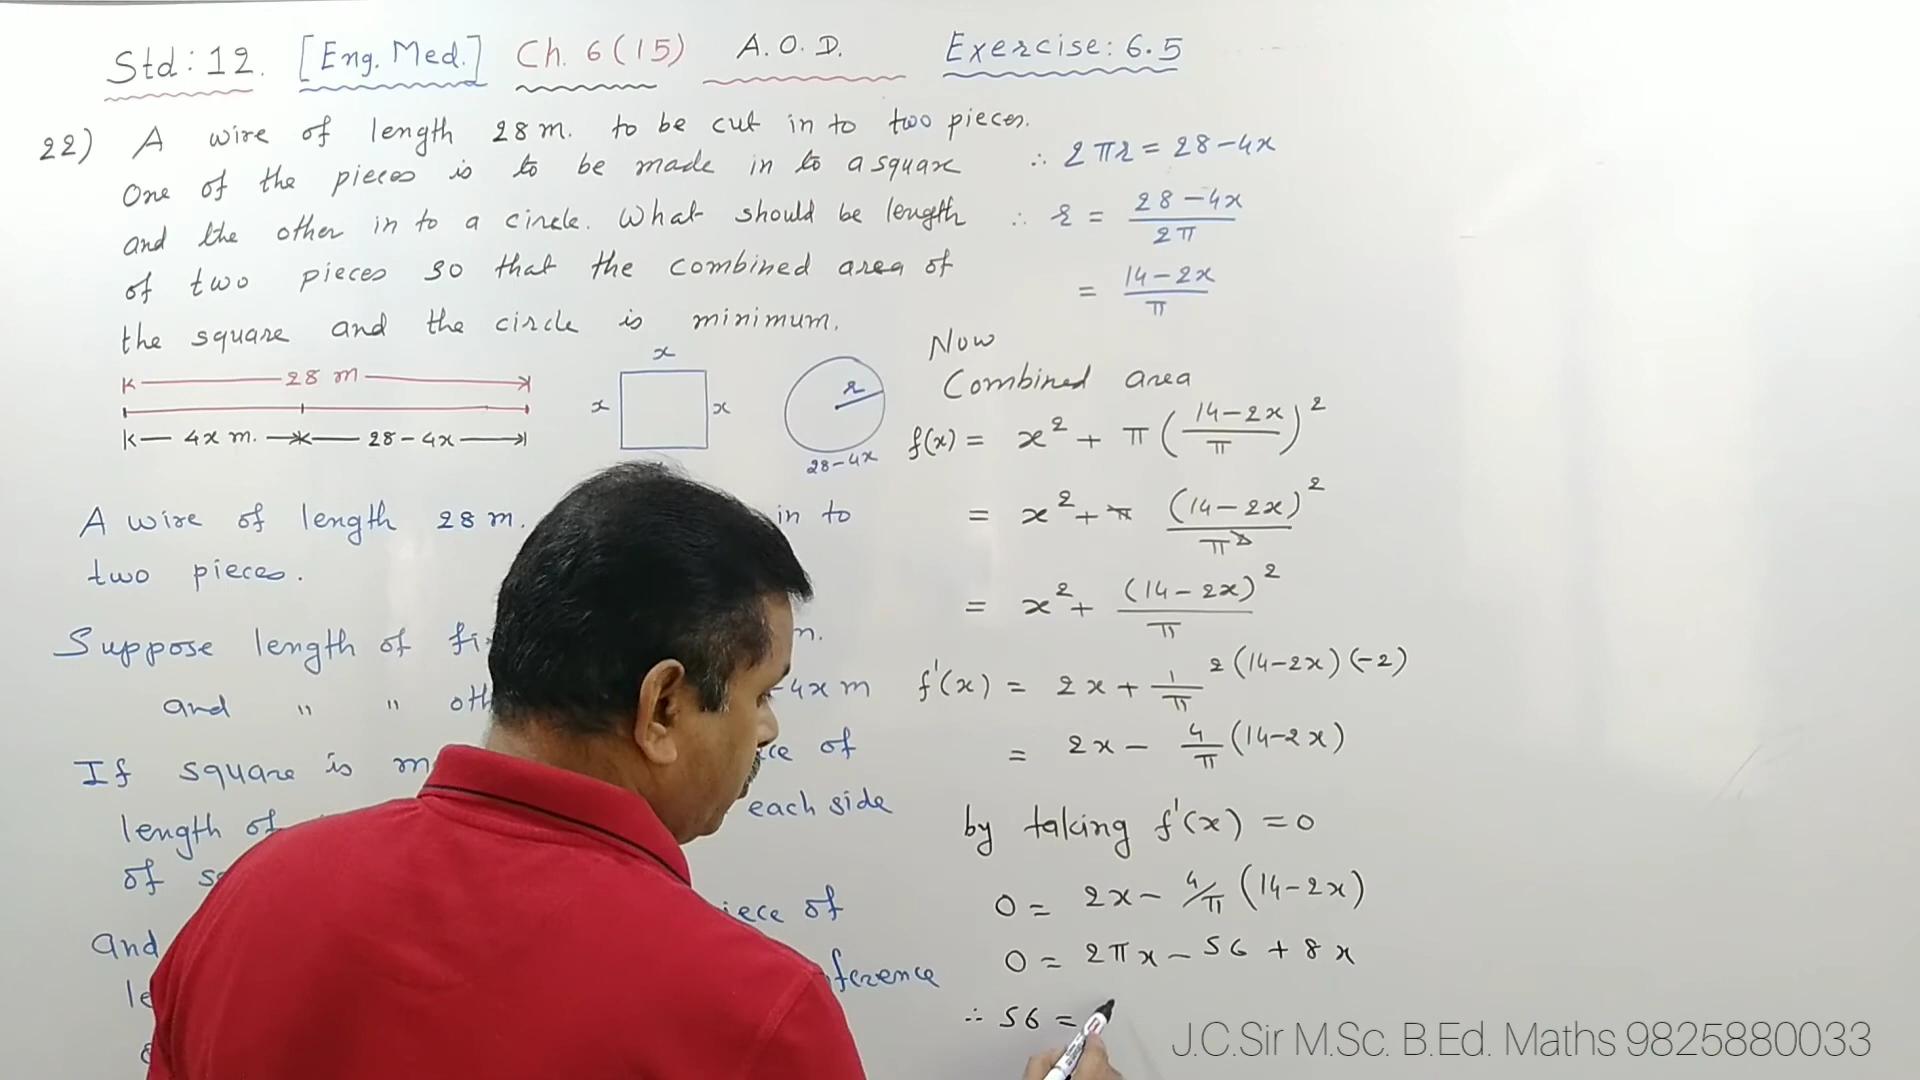 Std: 12. [Eng. Med.] Ch. 6 (15) A. O. D. Exercise: 6.5
22) A wire of length 28 m. to be cut in to two pieces.
One of the pieces is to be made in to a square
and the other in to a circle. What should be length
of two pieces so that the combined area of
the square and the circle is minimum.
28 m
4x m. 28-4x
x
x x
r
28-4x
A wire of length 28 m. in to
two pieces.
Suppose length of m.
and " " -4x m
If square is of
length of each side
of
and of
∴ 2πr = 28-4x
∴ r = (28-4x)/2π
= (14-2x)/π
Now
Combined area
f(x) = x² + π((14-2x)/π)²
= x² + π (14-2x)²/π²
= x² + (14-2x)²/π
f'(x) = 2x + 1/π 2(14-2x)(-2)
= 2x - 4/π (14-2x)
by taking f'(x) = 0
0 = 2x - 4/π (14-2x)
0 = 2πx - 56 + 8x
∴ 56 =
J.C.Sir M.Sc. B.Ed. Maths 9825880033